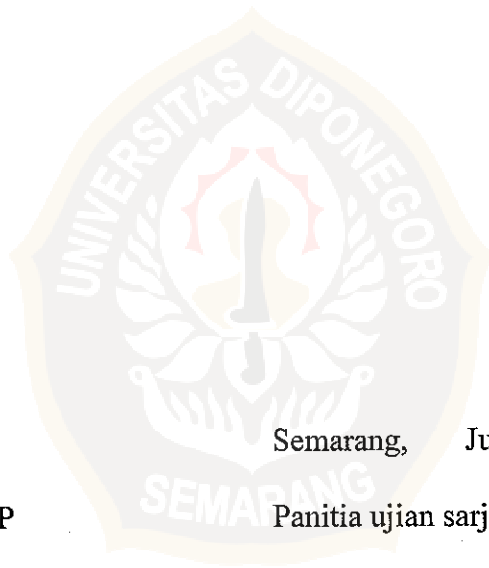 UNIVERSITAS DIPONEGORO
Semarang, Ju
SEMARANG
P Panitia ujian sarj